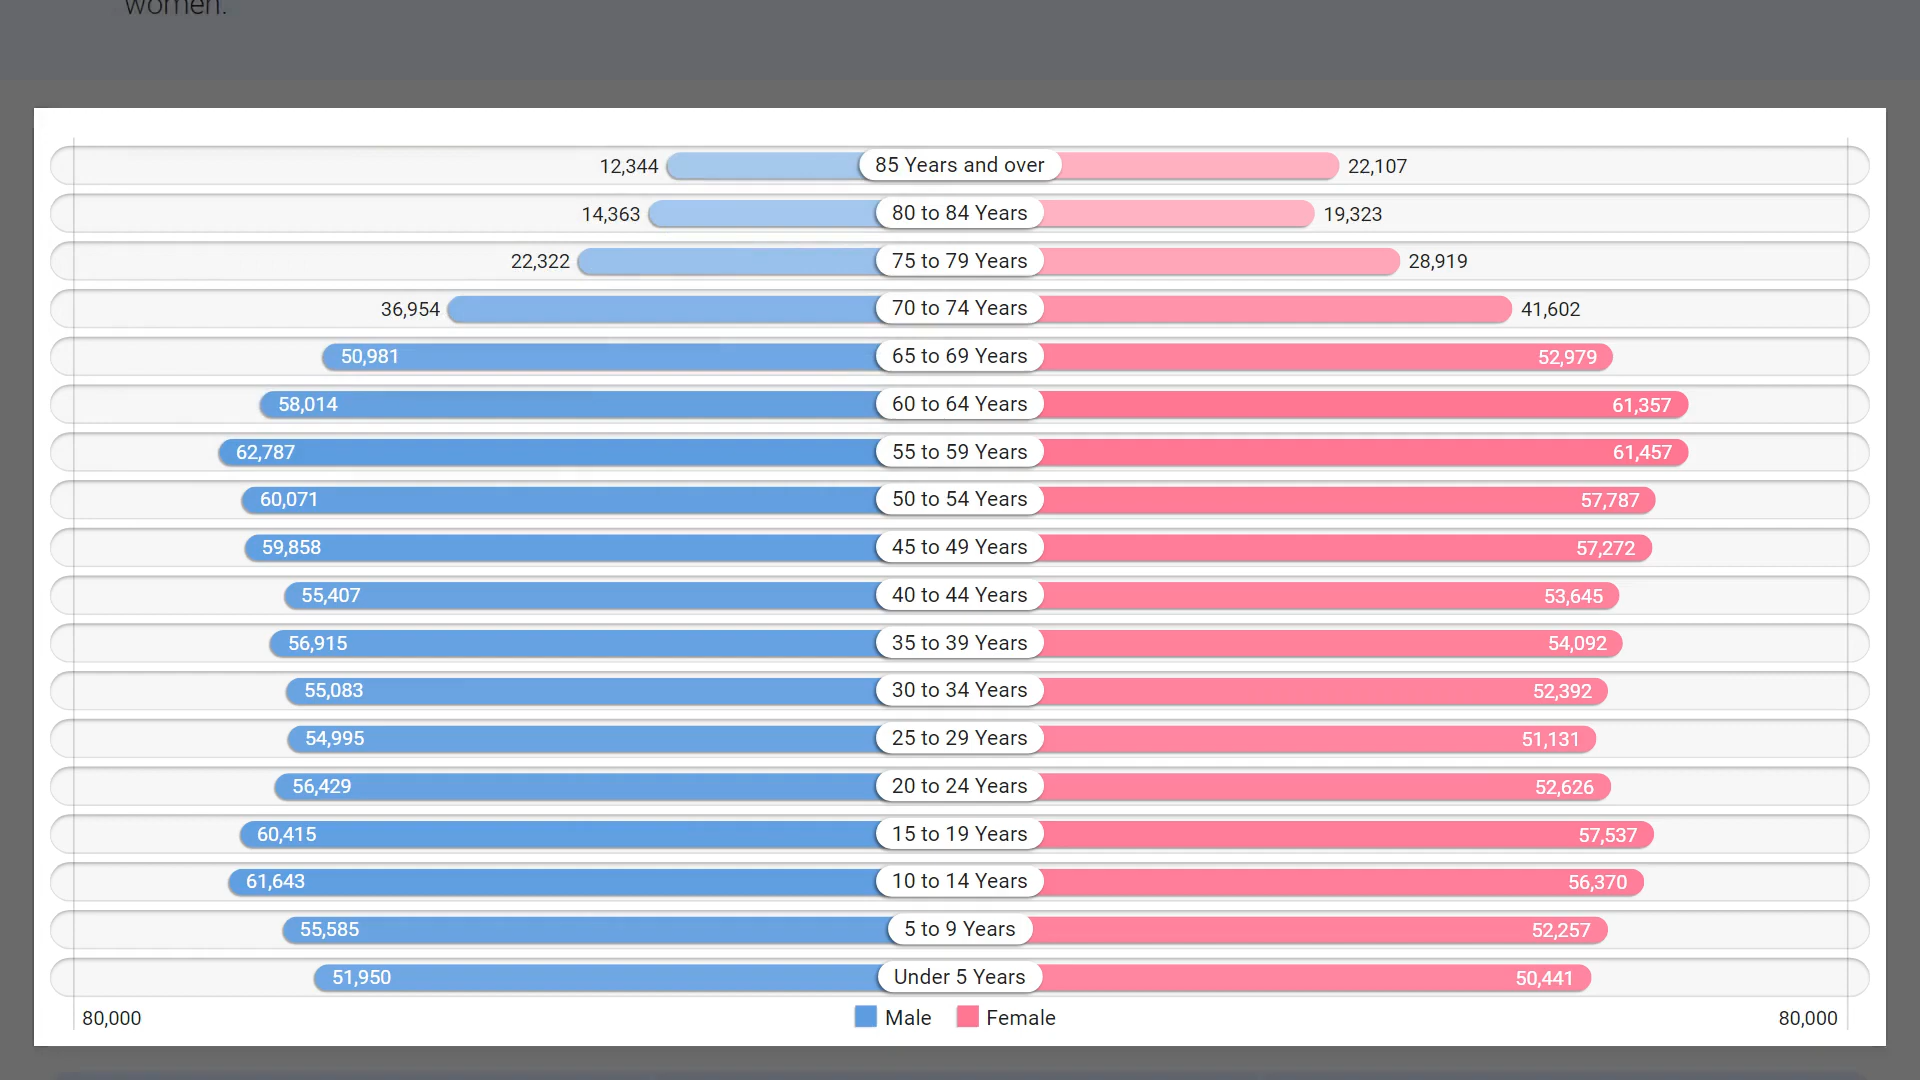 women.
12,344 85 Years and over 22,107
14,363 80 to 84 Years 19,323
22,322 75 to 79 Years 28,919
36,954 70 to 74 Years 41,602
50,981 65 to 69 Years 52,979
58,014 60 to 64 Years 61,357
62,787 55 to 59 Years 61,457
60,071 50 to 54 Years 57,787
59,858 45 to 49 Years 57,272
55,407 40 to 44 Years 53,645
56,915 35 to 39 Years 54,092
55,083 30 to 34 Years 52,392
54,995 25 to 29 Years 51,131
56,429 20 to 24 Years 52,626
60,415 15 to 19 Years 57,537
61,643 10 to 14 Years 56,370
55,585 5 to 9 Years 52,257
51,950 Under 5 Years 50,441
80,000 Male Female 80,000